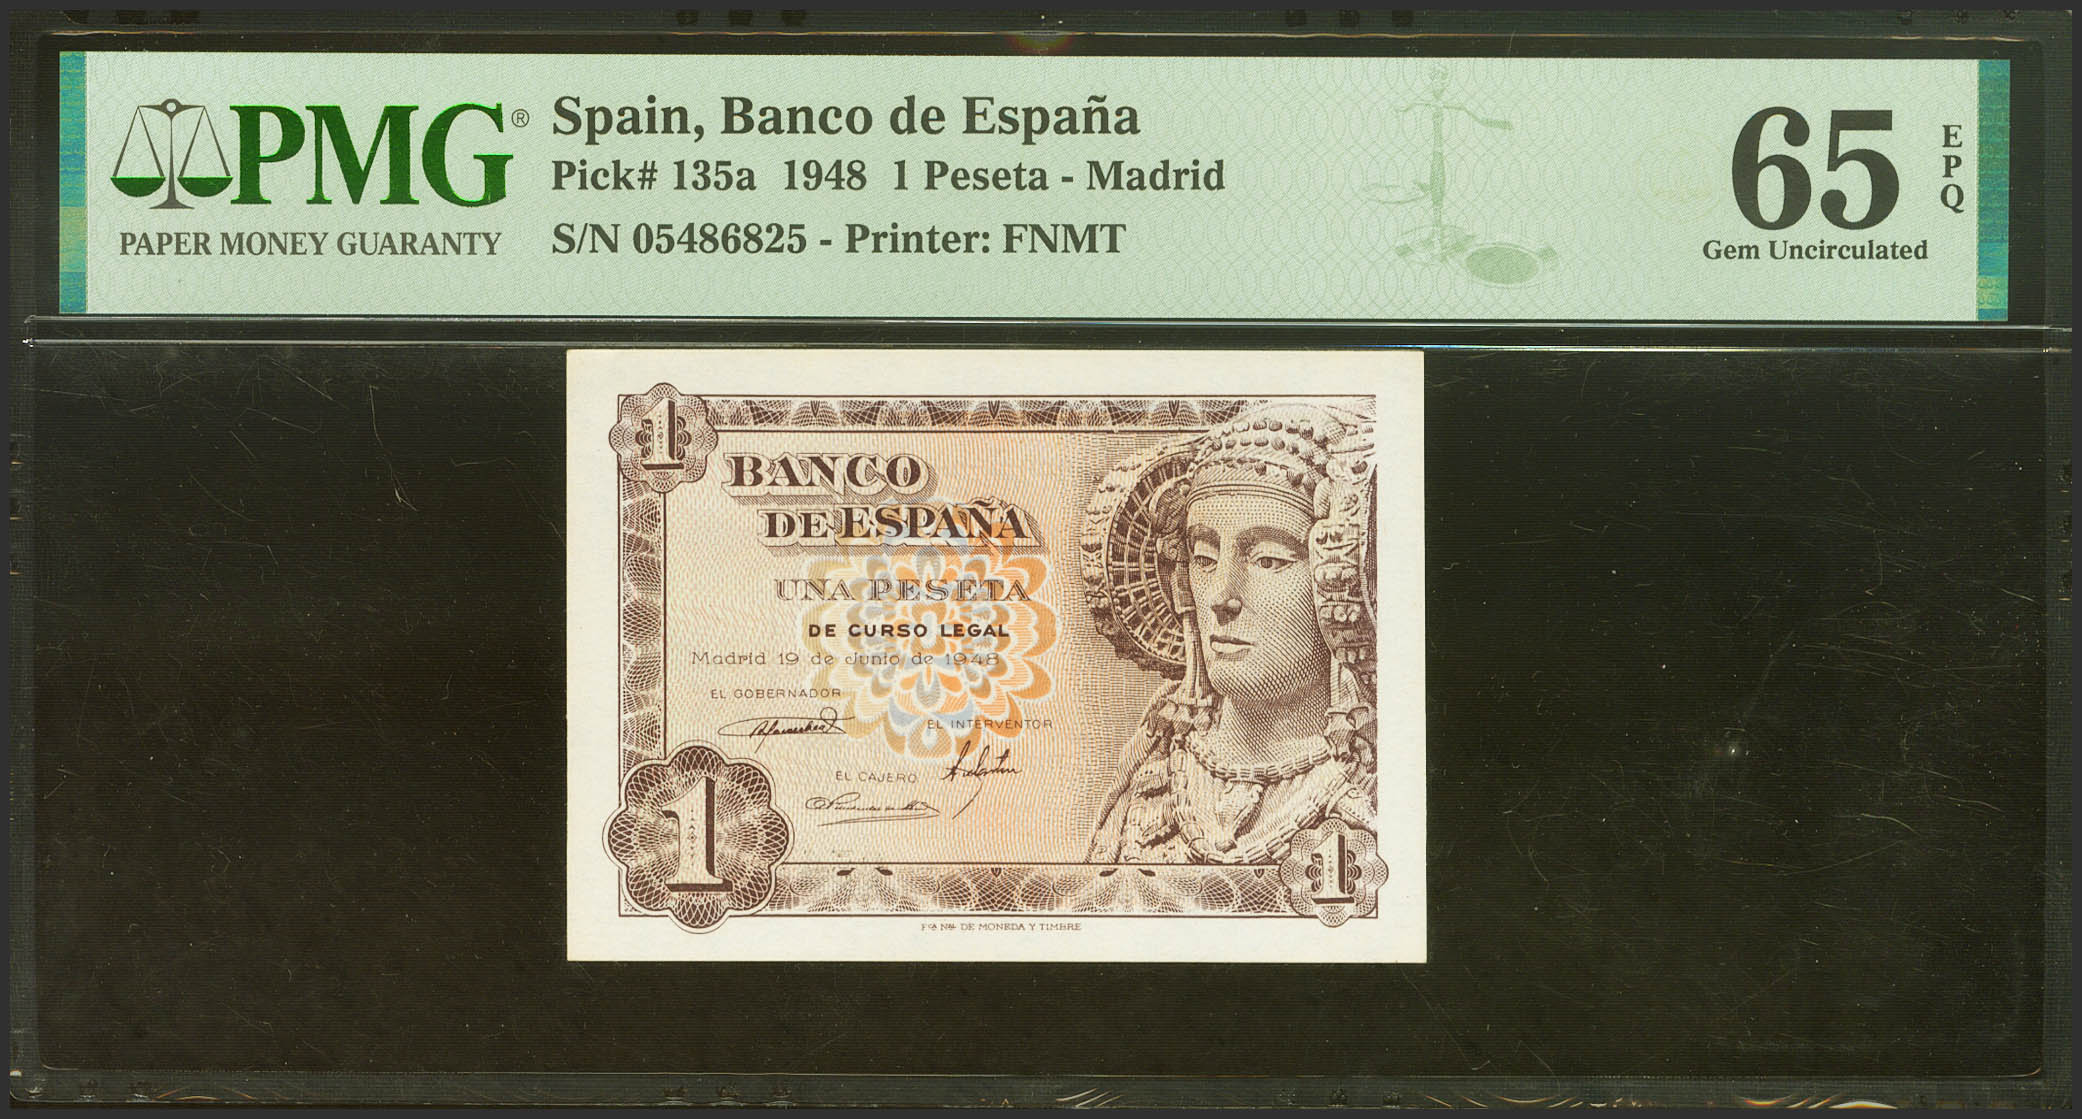 PMG®
PAPER MONEY GUARANTY
Spain, Banco de España
Pick# 135a 1948 1 Peseta - Madrid
S/N 05486825 - Printer: FNMT
65
EPQ
Gem Uncirculated
1
BANCO
DE ESPAÑA
UNA PESETA
DE CURSO LEGAL
Madrid 19 de Junio de 1948
EL GOBERNADOR
EL INTERVENTOR
EL CAJERO
1
1
Fca Nal DE MONEDA Y TIMBRE